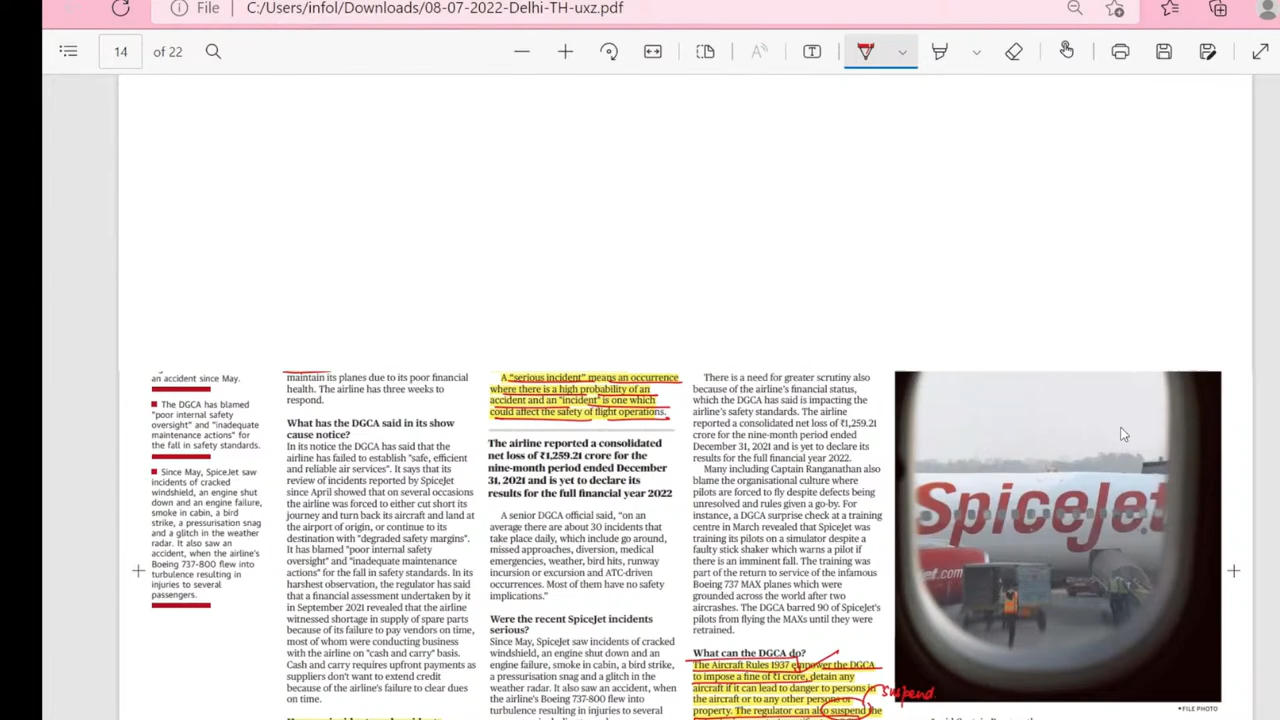 File
C:/Users/infol/Downloads/08-07-2022-Delhi-TH-uxz.pdf
14
of 22
an accident since May.
The DGCA has blamed
"poor internal safety
oversight" and "inadequate
maintenance actions" for
the fall in safety standards.
Since May, SpiceJet saw
incidents of cracked
windshield, an engine shut
down and an engine failure,
smoke in cabin, a bird
strike, a pressurisation snag
and a glitch in the weather
radar. It also saw an
accident, when the airline's
Boeing 737-800 flew into
turbulence resulting in
injuries to several
passengers.
maintain its planes due to its poor financial
health. The airline has three weeks to
respond.
What has the DGCA said in its show
cause notice?
In its notice the DGCA has said that the
airline has failed to establish "safe, efficient
and reliable air services". It says that its
review of incidents reported by SpiceJet
since April showed that on several occasions
the airline was forced to either cut short its
journey and turn back its aircraft and land at
the airport of origin, or continue to its
destination with "degraded safety margins".
It has blamed "poor internal safety
oversight" and "inadequate maintenance
actions" for the fall in safety standards. In its
harshest observation, the regulator has said
that a financial assessment undertaken by it
in September 2021 revealed that the airline
witnessed shortage in supply of spare parts
because of its failure to pay vendors on time,
most of whom were conducting business
with the airline on "cash and carry" basis.
Cash and carry requires upfront payments as
suppliers don't want to extend credit
because of the airline's failure to clear dues
on time.
A "serious incident" means an occurrence
where there is a high probability of an
accident and an "incident" is one which
could affect the safety of flight operations.
The airline reported a consolidated
net loss of ₹1,259.21 crore for the
nine-month period ended December
31, 2021 and is yet to declare its
results for the full financial year 2022
A senior DGCA official said, "on an
average there are about 30 incidents that
take place daily, which include go around,
missed approaches, diversion, medical
emergencies, weather, bird hits, runway
incursion or excursion and ATC-driven
occurrences. Most of them have no safety
implications."
Were the recent SpiceJet incidents
serious?
Since May, SpiceJet saw incidents of cracked
windshield, an engine shut down and an
engine failure, smoke in cabin, a bird strike,
a pressurisation snag and a glitch in the
weather radar. It also saw an accident, when
the airline's Boeing 737-800 flew into
turbulence resulting in injuries to several
There is a need for greater scrutiny also
because of the airline's financial status,
which the DGCA has said is impacting the
airline's safety standards. The airline
reported a consolidated net loss of ₹1,259.21
crore for the nine-month period ended
December 31, 2021 and is yet to declare its
results for the full financial year 2022.
Many including Captain Ranganathan also
blame the organisational culture where
pilots are forced to fly despite defects being
unresolved and rules given a go-by. For
instance, a DGCA surprise check at a training
centre in March revealed that SpiceJet was
training its pilots on a simulator despite a
faulty stick shaker which warns a pilot if
there is an imminent fall. The training was
part of the return to service of the infamous
Boeing 737 MAX planes which were
grounded across the world after two
aircrashes. The DGCA barred 90 of SpiceJet's
pilots from flying the MAXs until they were
retrained.
What can the DGCA do?
The Aircraft Rules 1937 empower the DGCA
to impose a fine of ₹1 crore, detain any
aircraft if it can lead to danger to persons in
the aircraft or to any other persons or
property. The regulator can also suspend the
suspend
SpiceJet
jet.com
FILE PHOTO